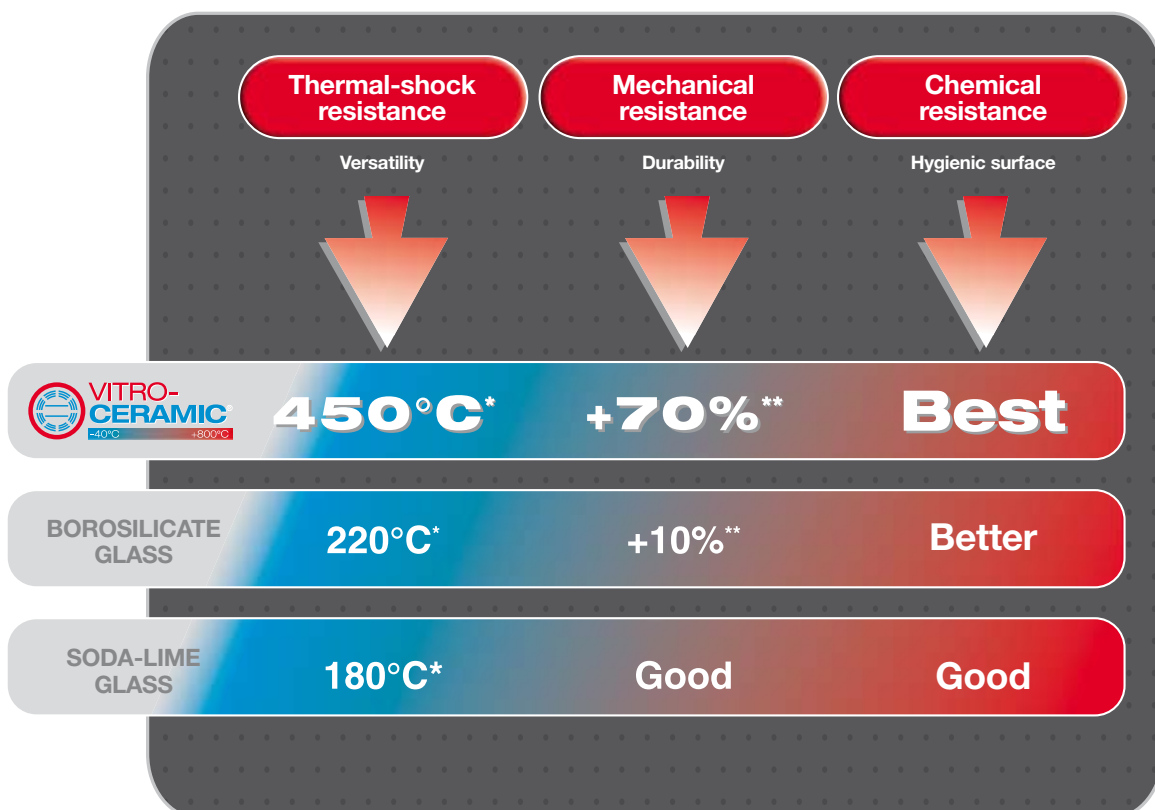 Thermal-shock
resistance
Mechanical
resistance
Chemical
resistance
Versatility
Durability
Hygienic surface
VITRO-
CERAMIC®
-40°C +800°C
450°C*
+70%**
Best
BOROSILICATE
GLASS
220°C*
+10%**
Better
SODA-LIME
GLASS
180°C*
Good
Good